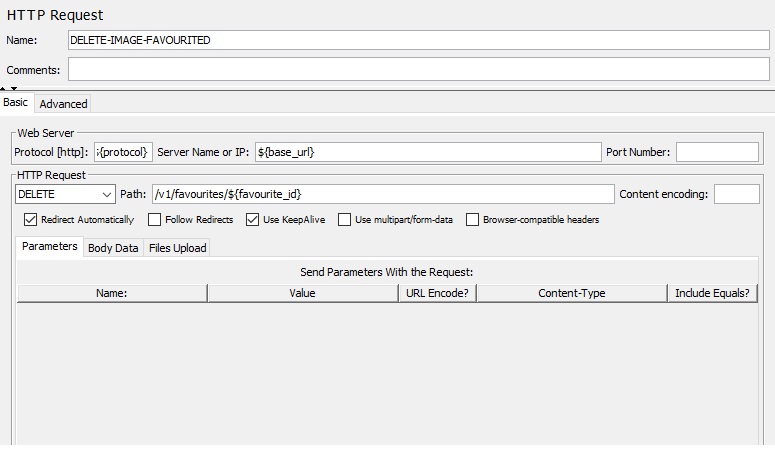 HTTP Request
Name: DELETE-IMAGE-FAVOURITED
Comments:
Basic Advanced
Web Server
Protocol [http]: {protocol} Server Name or IP: ${base_url} Port Number:
HTTP Request
DELETE Path: /v1/favourites/${favourite_id} Content encoding:
Redirect Automatically Follow Redirects Use KeepAlive Use multipart/form-data Browser-compatible headers
Parameters Body Data Files Upload
Send Parameters With the Request:
Name: Value URL Encode? Content-Type Include Equals?